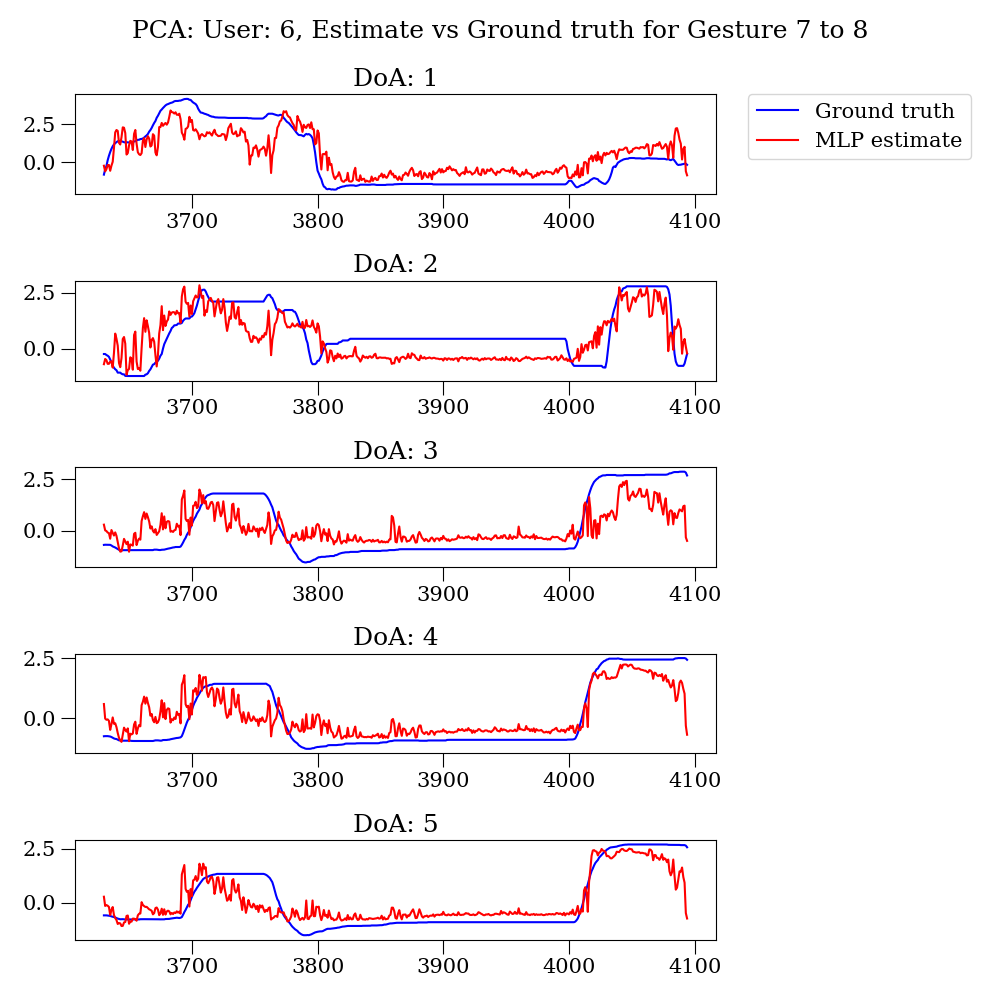 PCA: User: 6, Estimate vs Ground truth for Gesture 7 to 8
DoA: 1
Ground truth
MLP estimate
2.5
0.0
3700 3800 3900 4000 4100
DoA: 2
2.5
0.0
3700 3800 3900 4000 4100
DoA: 3
2.5
0.0
3700 3800 3900 4000 4100
DoA: 4
2.5
0.0
3700 3800 3900 4000 4100
DoA: 5
2.5
0.0
3700 3800 3900 4000 4100